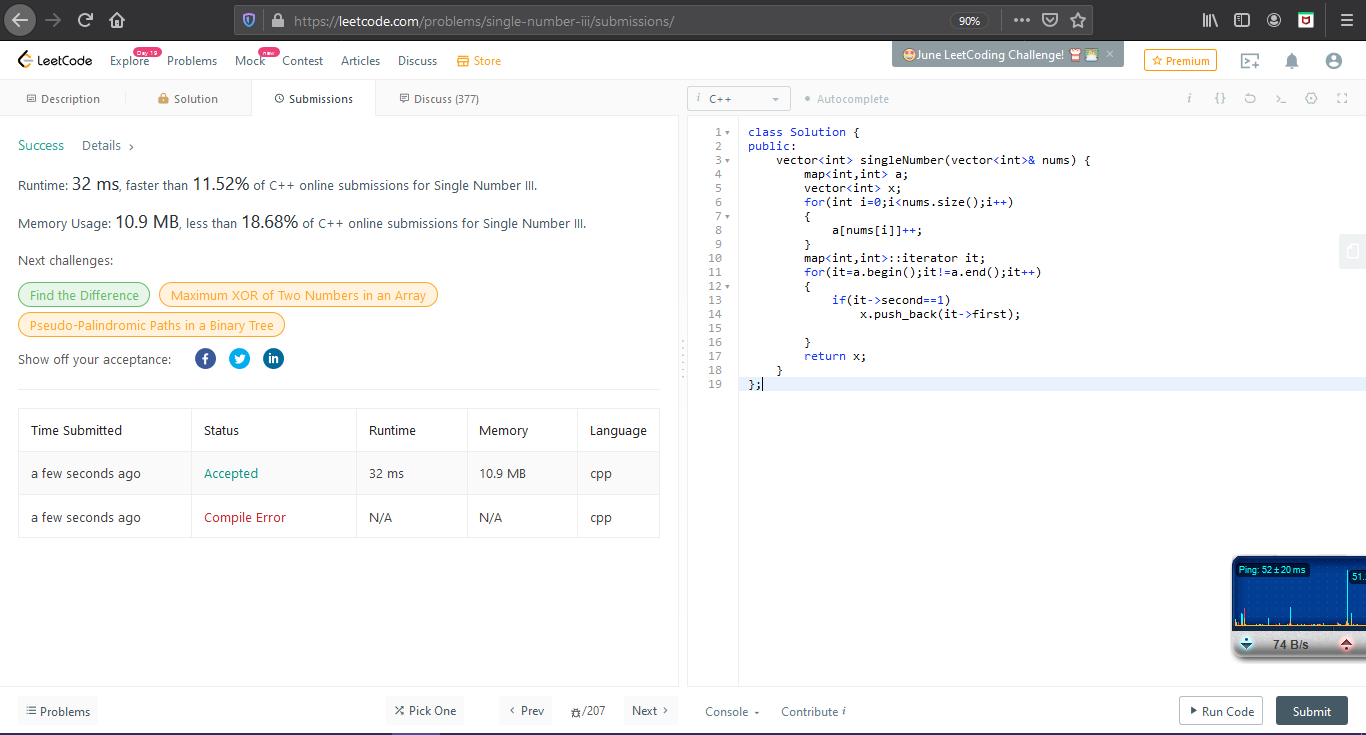 https://leetcode.com/problems/single-number-iii/submissions/
90%
LeetCode
Explore
Day 19
Problems
Mock
new
Contest
Articles
Discuss
Store
June LeetCoding Challenge!
×
Premium
Description
Solution
Submissions
Discuss (377)
i C++
Autocomplete
i {}
Success Details >
Runtime: 32 ms, faster than 11.52% of C++ online submissions for Single Number III.
Memory Usage: 10.9 MB, less than 18.68% of C++ online submissions for Single Number III.
Next challenges:
Find the Difference
Maximum XOR of Two Numbers in an Array
Pseudo-Palindromic Paths in a Binary Tree
Show off your acceptance:
Time Submitted Status Runtime Memory Language
a few seconds ago Accepted 32 ms 10.9 MB cpp
a few seconds ago Compile Error N/A N/A cpp
1 class Solution {
2 public:
3 vector<int> singleNumber(vector<int>& nums) {
4 map<int,int> a;
5 vector<int> x;
6 for(int i=0;i<nums.size();i++)
7 {
8 a[nums[i]]++;
9 }
10 map<int,int>::iterator it;
11 for(it=a.begin();it!=a.end();it++)
12 {
13 if(it->second==1)
14 x.push_back(it->first);
15
16 }
17 return x;
18 }
19 };
Ping: 52 ± 20 ms
51.
74 B/s
Problems
Pick One
< Prev
/207
Next >
Console
Contribute i
Run Code
Submit